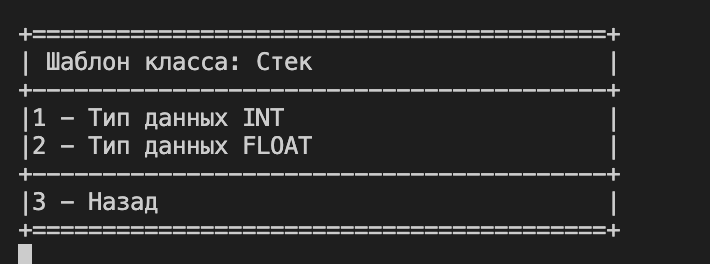 +=========================================+
| Шаблон класса: Стек                     |
+-----------------------------------------+
|1 - Тип данных INT                       |
|2 - Тип данных FLOAT                     |
+-----------------------------------------+
|3 - Назад                                |
+=========================================+